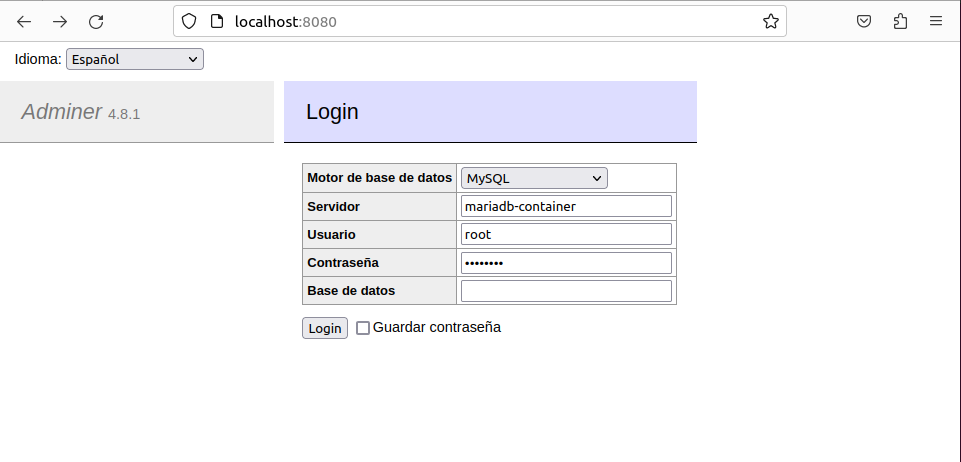 localhost:8080
Idioma: Español
Adminer 4.8.1
Login
Motor de base de datos MySQL
Servidor mariadb-container
Usuario root
Contraseña ••••••••
Base de datos
Login Guardar contraseña